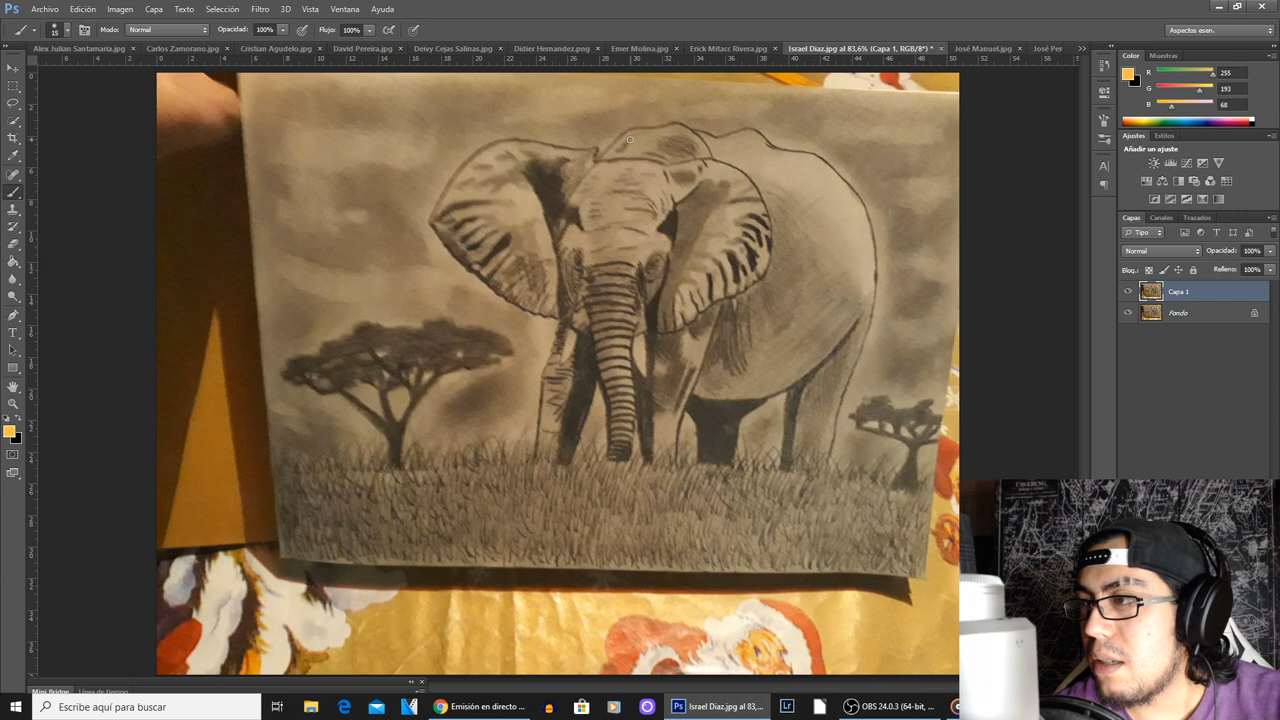 Ps Archivo Edición Imagen Capa Texto Selección Filtro 3D Vista Ventana Ayuda
15 Modo: Normal Opacidad: 100% Flujo: 100% Aspectos esen.
Alex Julian Santamaria.jpg × Carlos Zamorano.jpg × Cristian Agudelo.jpg × David Pereira.jpg × Deivy Cejas Salinas.jpg × Didier Hernandez.png × Emer Molina.jpg × Erick Mitacc Rivera.jpg × Israel Diaz.jpg al 83,6% (Capa 1, RGB/8*) * × José Manuel.jpg × José Per
Color Muestras
R 255
G 193
B 68
Ajustes Estilos
Añadir un ajuste
Capas Canales Trazados
Tipo
Normal Opacidad: 100%
Bloq.: Relleno: 100%
Capa 1
Fondo
Mini Bridge Línea de tiempo
Escribe aquí para buscar
Emisión en directo ...
Ps Israel Diaz.jpg al 83,...
Lr
OBS 24.0.3 (64-bit, ...